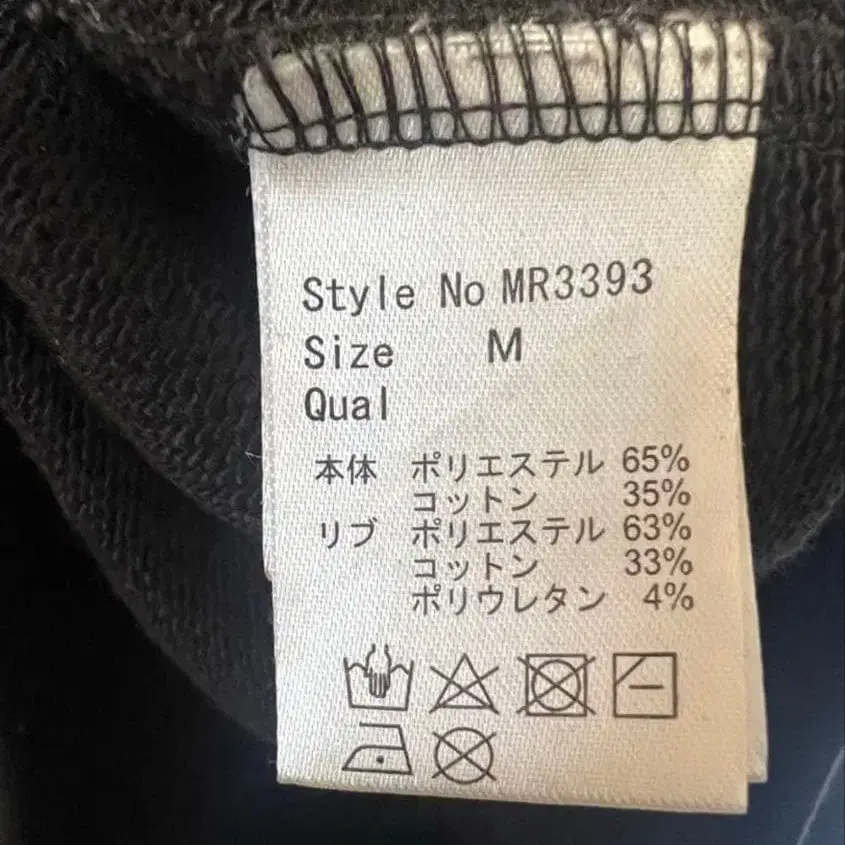 Style No MR3393
Size M
Qual
本体 ポリエステル 65%
コットン 35%
リブ ポリエステル 63%
コットン 33%
ポリウレタン 4%